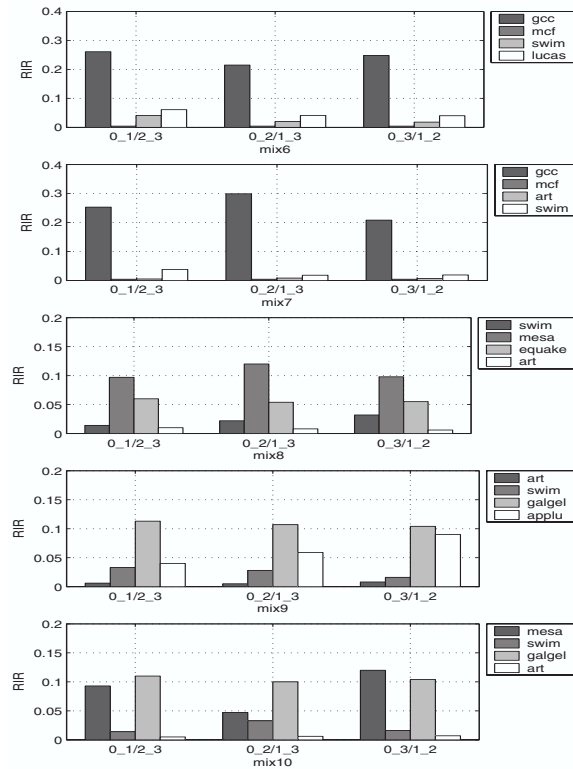 0.4
0.3
0.2
0.1
0
RIR
0_1/2_3
0_2/1_3
0_3/1_2
mix6
gcc
mcf
swim
lucas
0.4
0.3
0.2
0.1
0
RIR
0_1/2_3
0_2/1_3
0_3/1_2
mix7
gcc
mcf
art
swim
0.2
0.15
0.1
0.05
0
RIR
0_1/2_3
0_2/1_3
0_3/1_2
mix8
swim
mesa
equake
art
0.2
0.15
0.1
0.05
0
RIR
0_1/2_3
0_2/1_3
0_3/1_2
mix9
art
swim
galgel
applu
0.2
0.15
0.1
0.05
0
RIR
0_1/2_3
0_2/1_3
0_3/1_2
mix10
mesa
swim
galgel
art